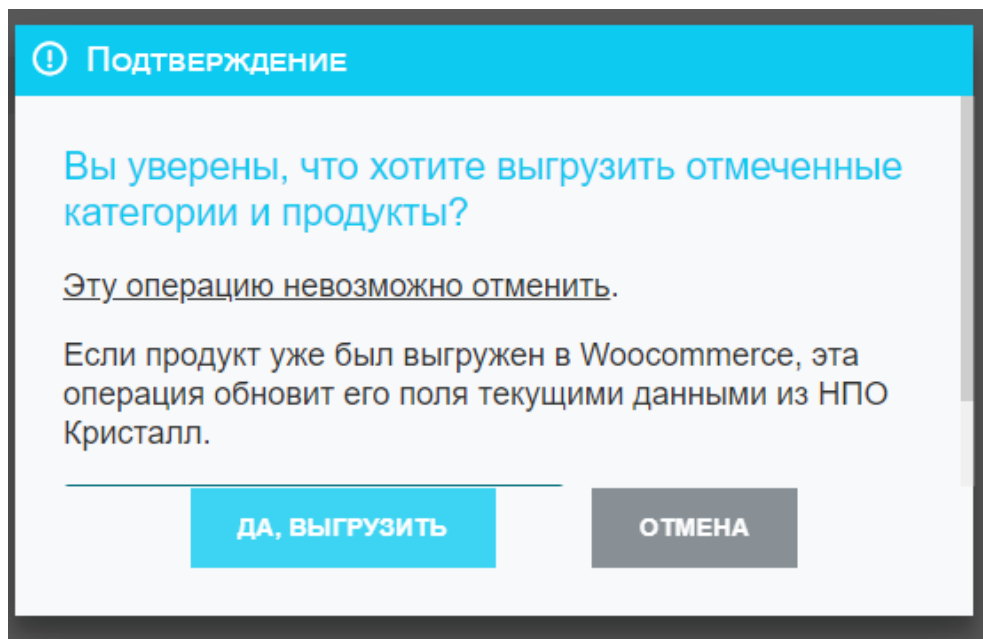 Подтверждение
Вы уверены, что хотите выгрузить отмеченные
категории и продукты?
Эту операцию невозможно отменить.
Если продукт уже был выгружен в Woocommerce, эта
операция обновит его поля текущими данными из НПО
Кристалл.
ДА, ВЫГРУЗИТЬ
ОТМЕНА